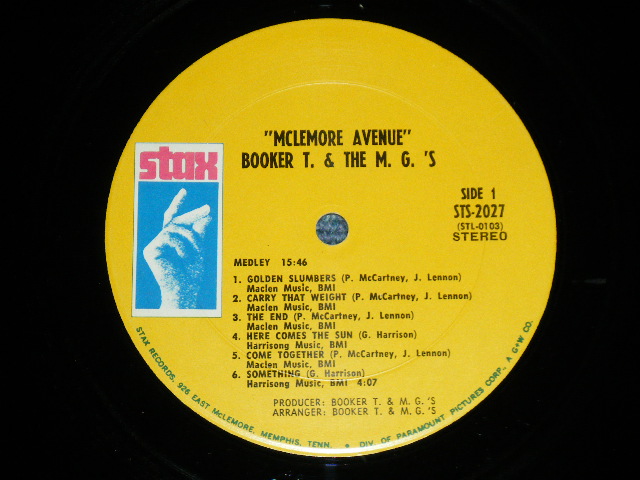 "MCLEMORE AVENUE"
BOOKER T. & THE M. G. 'S
stax
SIDE 1
STS-2027
(STL-0103)
STEREO
MEDLEY 15:46
1. GOLDEN SLUMBERS (P. McCartney, J. Lennon)
Maclen Music, BMI
2. CARRY THAT WEIGHT (P. McCartney, J. Lennon)
Maclen Music, BMI
3. THE END (P. McCartney, J. Lennon)
Maclen Music, BMI
4. HERE COMES THE SUN (G. Harrison)
Harrisong Music, BMI
5. COME TOGETHER (P. McCartney, J. Lennon)
Maclen Music, BMI
6. SOMETHING (G. Harrison)
Harrisong Music, BMI 4:07
PRODUCER: BOOKER T. & M. G. 'S
ARRANGER: BOOKER T. & M. G. 'S
STAX RECORDS, 926 EAST McLEMORE, MEMPHIS, TENN. • DIV. OF PARAMOUNT PICTURES CORP., A G+W CO.